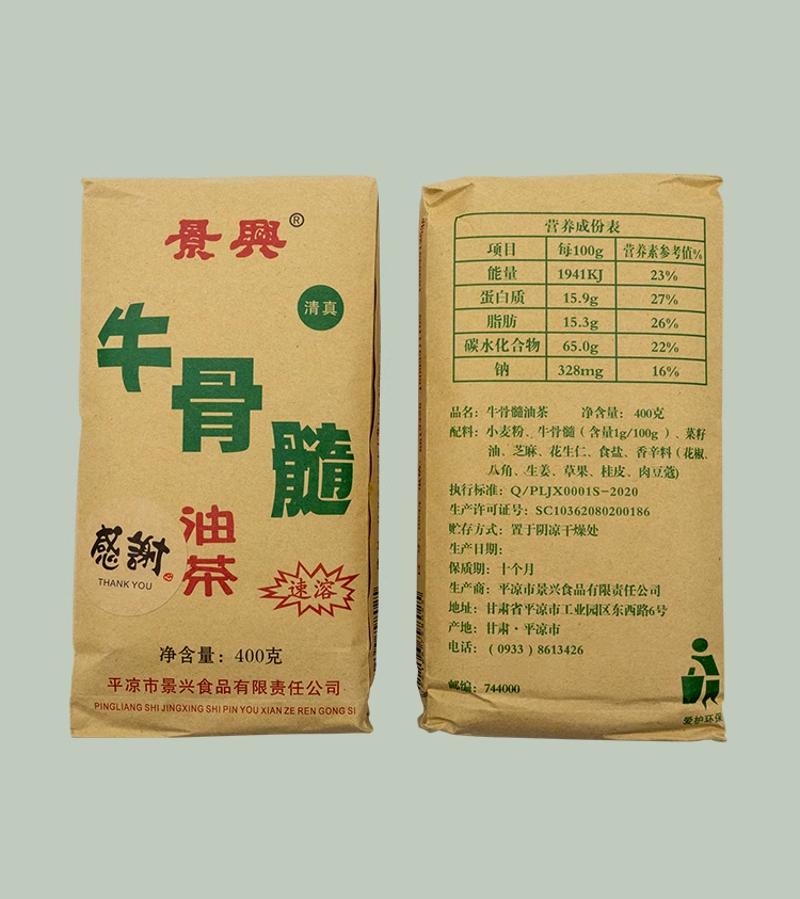 景興®
清真
牛骨髓
油茶
感謝
THANK YOU
速溶
净含量：400克
平凉市景兴食品有限责任公司
PINGLIANG SHI JINGXING SHI PIN YOU XIAN ZE REN GONG SI
营养成份表
项目 每100g 营养素参考值%
能量 1941KJ 23%
蛋白质 15.9g 27%
脂肪 15.3g 26%
碳水化合物 65.0g 22%
钠 328mg 16%
品名：牛骨髓油茶 净含量：400克
配料：小麦粉、牛骨髓（含量1g/100g）、菜籽
油、芝麻、花生仁、食盐、香辛料（花椒、
八角、生姜、草果、桂皮、肉豆蔻)
执行标准：Q/PLJX0001S-2020
生产许可证号：SC10362080200186
贮存方式：置于阴凉干燥处
生产日期：
保质期：十个月
生产商：平凉市景兴食品有限责任公司
地址：甘肃省平凉市工业园区东西路6号
产地：甘肃·平凉市
电话：（0933）8613426
邮编：744000
爱护环保